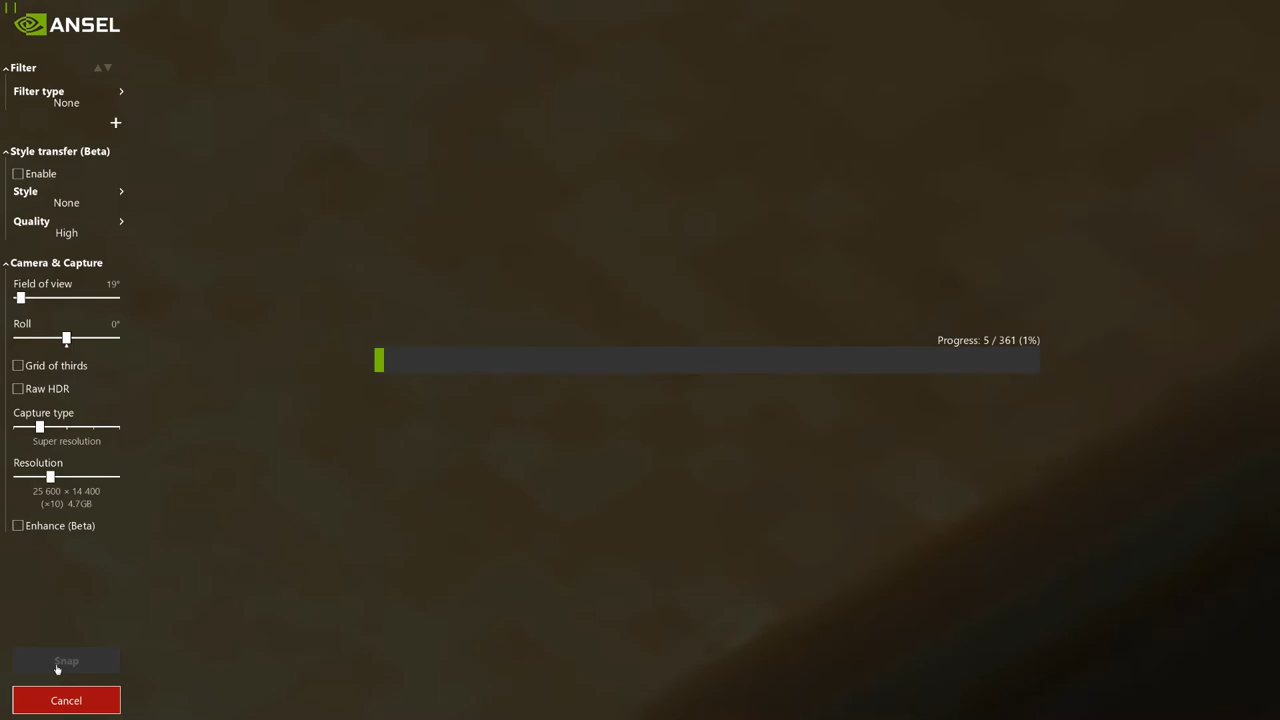 ANSEL
Filter
Filter type
None
Style transfer (Beta)
Enable
Style
None
Quality
High
Camera & Capture
Field of view 19°
Roll 0°
Grid of thirds
Raw HDR
Capture type
Super resolution
Resolution
25 600 × 14 400
(×10) 4.7GB
Enhance (Beta)
Snap
Cancel
Progress: 5 / 361 (1%)